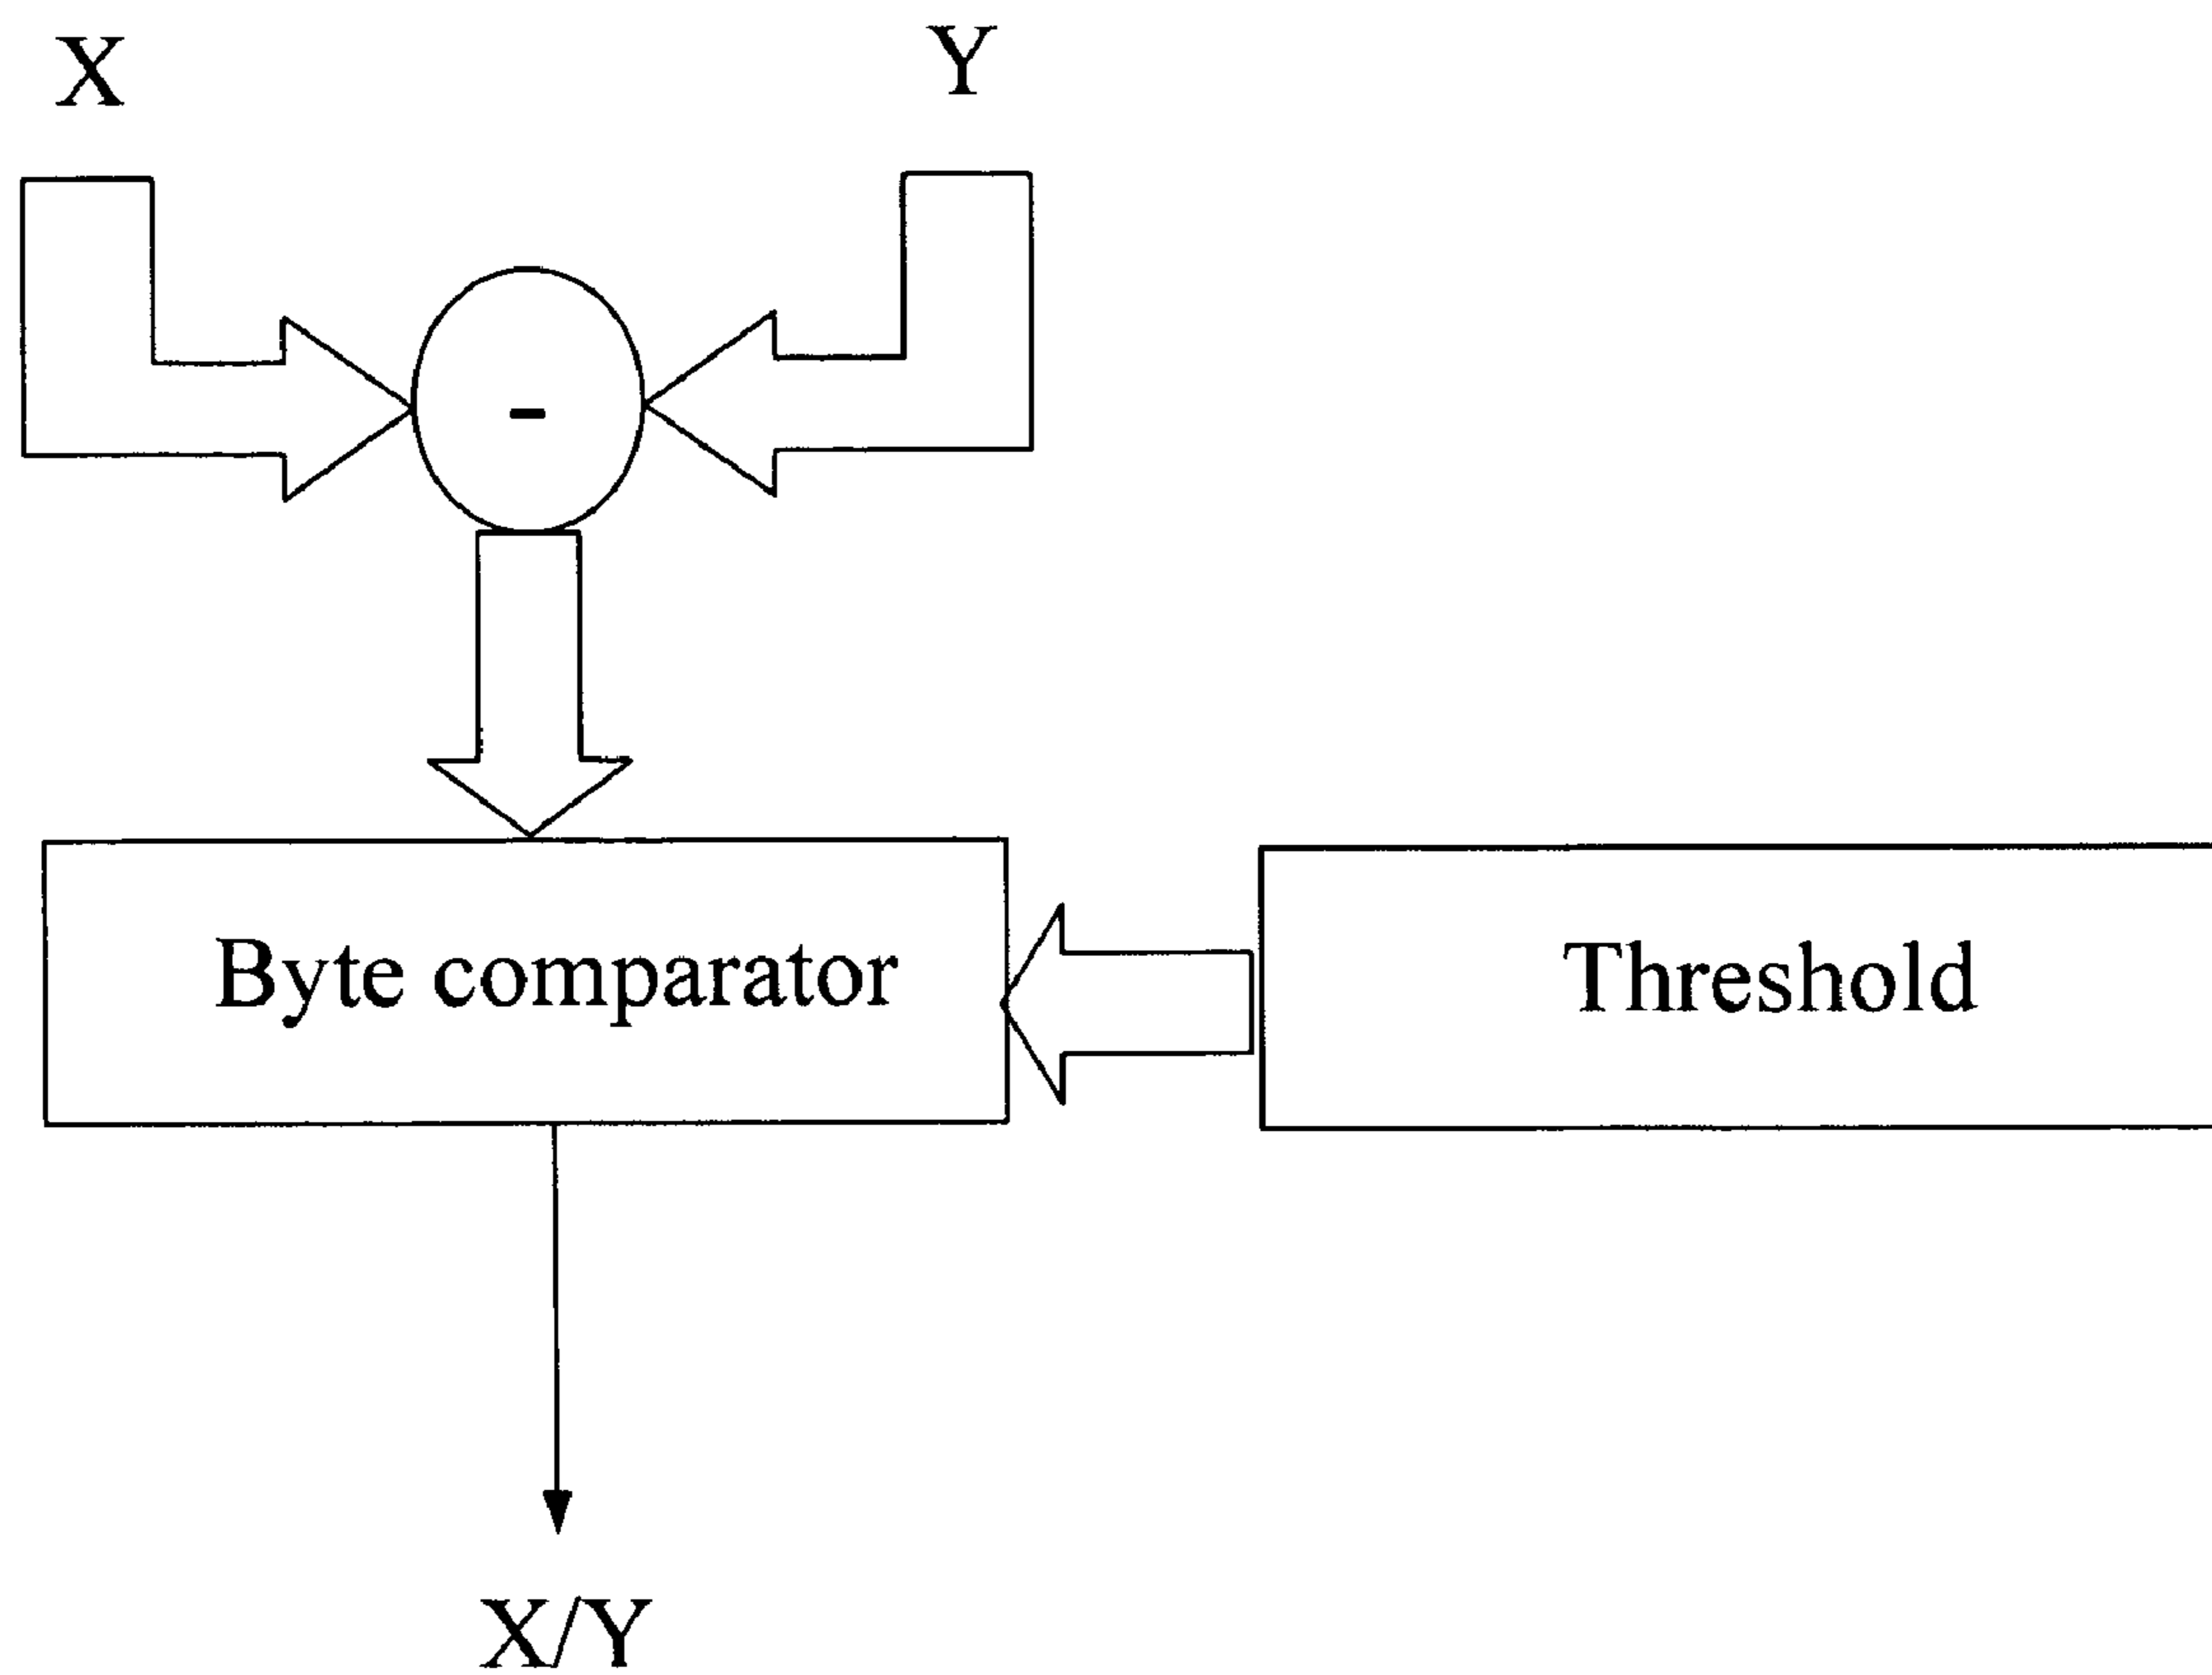 X
Y
-
Byte comparator
Threshold
X/Y